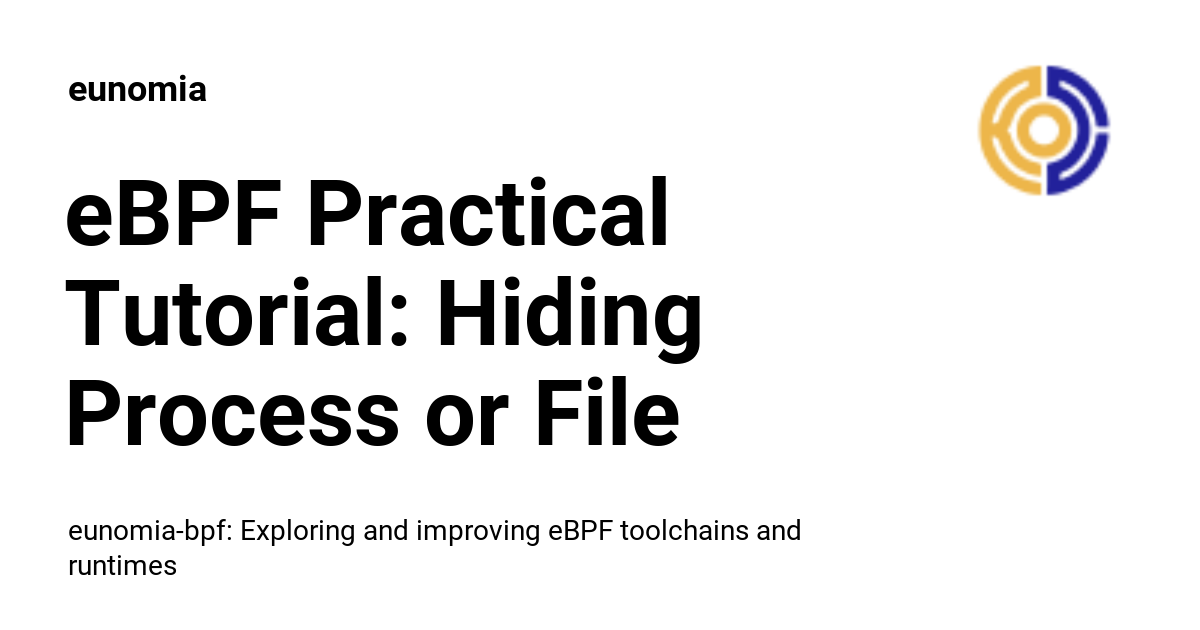 eunomia
eBPF Practical
Tutorial: Hiding
Process or File
eunomia-bpf: Exploring and improving eBPF toolchains and
runtimes